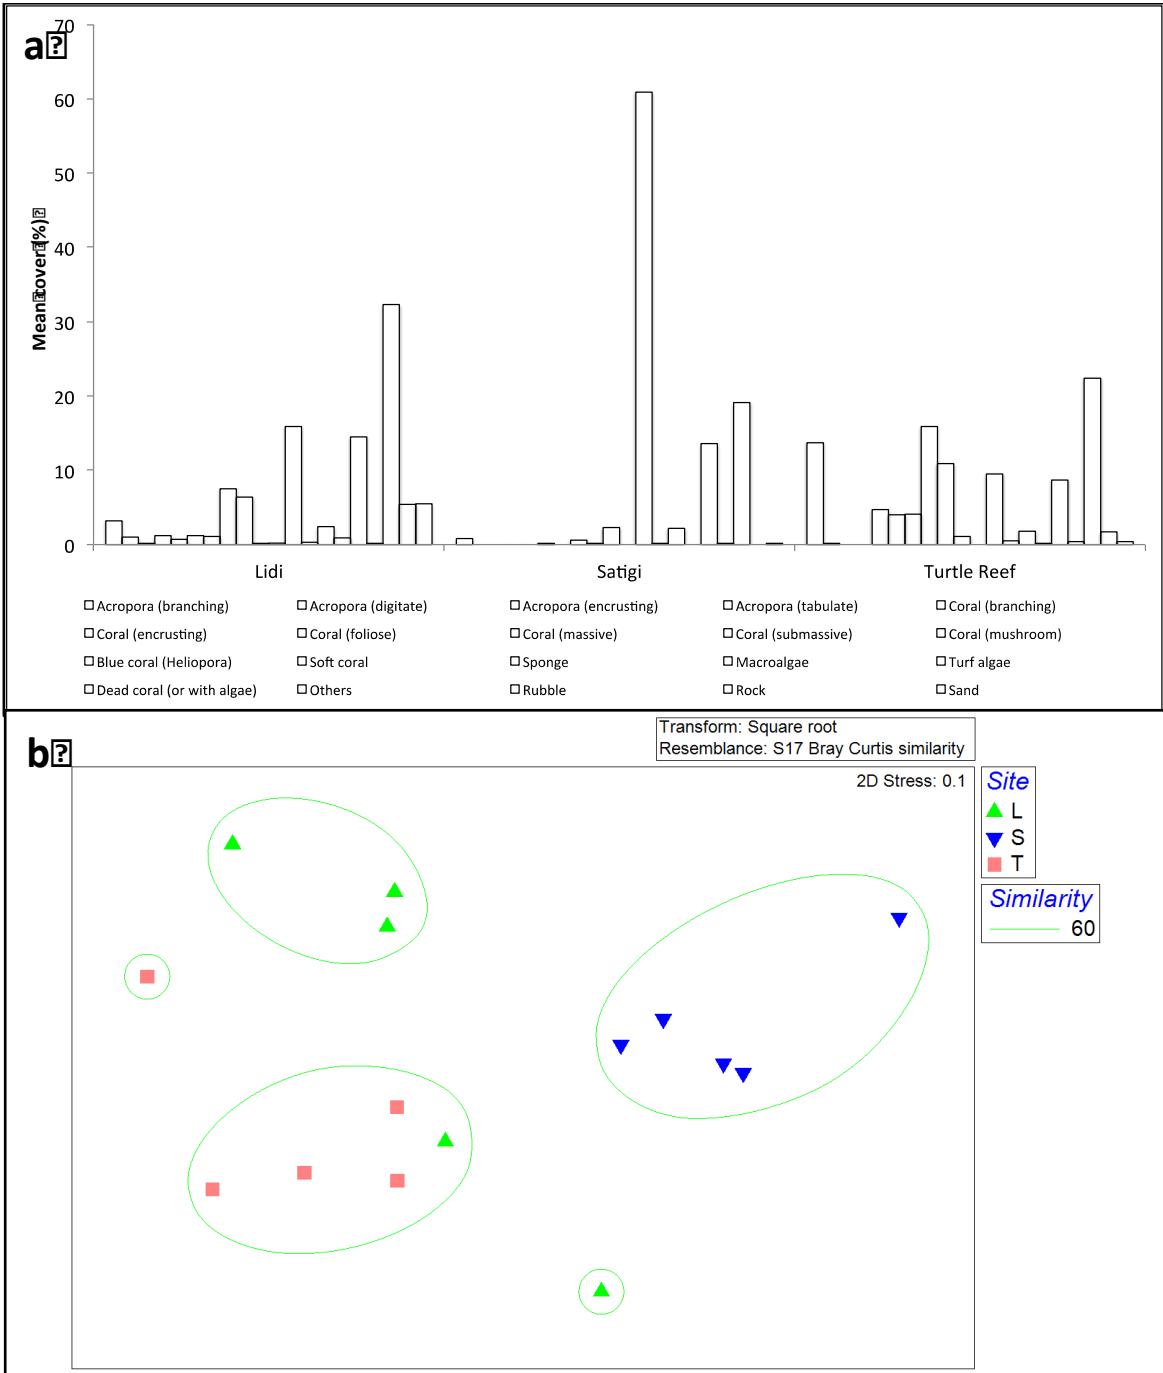 a⍰
70
60
50
40
30
20
10
0
Mean⍰cover⍰(%)⍰
Lidi Satigi Turtle Reef
Acropora (branching) Acropora (digitate) Acropora (encrusting) Acropora (tabulate) Coral (branching)
Coral (encrusting) Coral (foliose) Coral (massive) Coral (submassive) Coral (mushroom)
Blue coral (Heliopora) Soft coral Sponge Macroalgae Turf algae
Dead coral (or with algae) Others Rubble Rock Sand
b⍰
Transform: Square root
Resemblance: S17 Bray Curtis similarity
2D Stress: 0.1
Site
L
S
T
Similarity
60